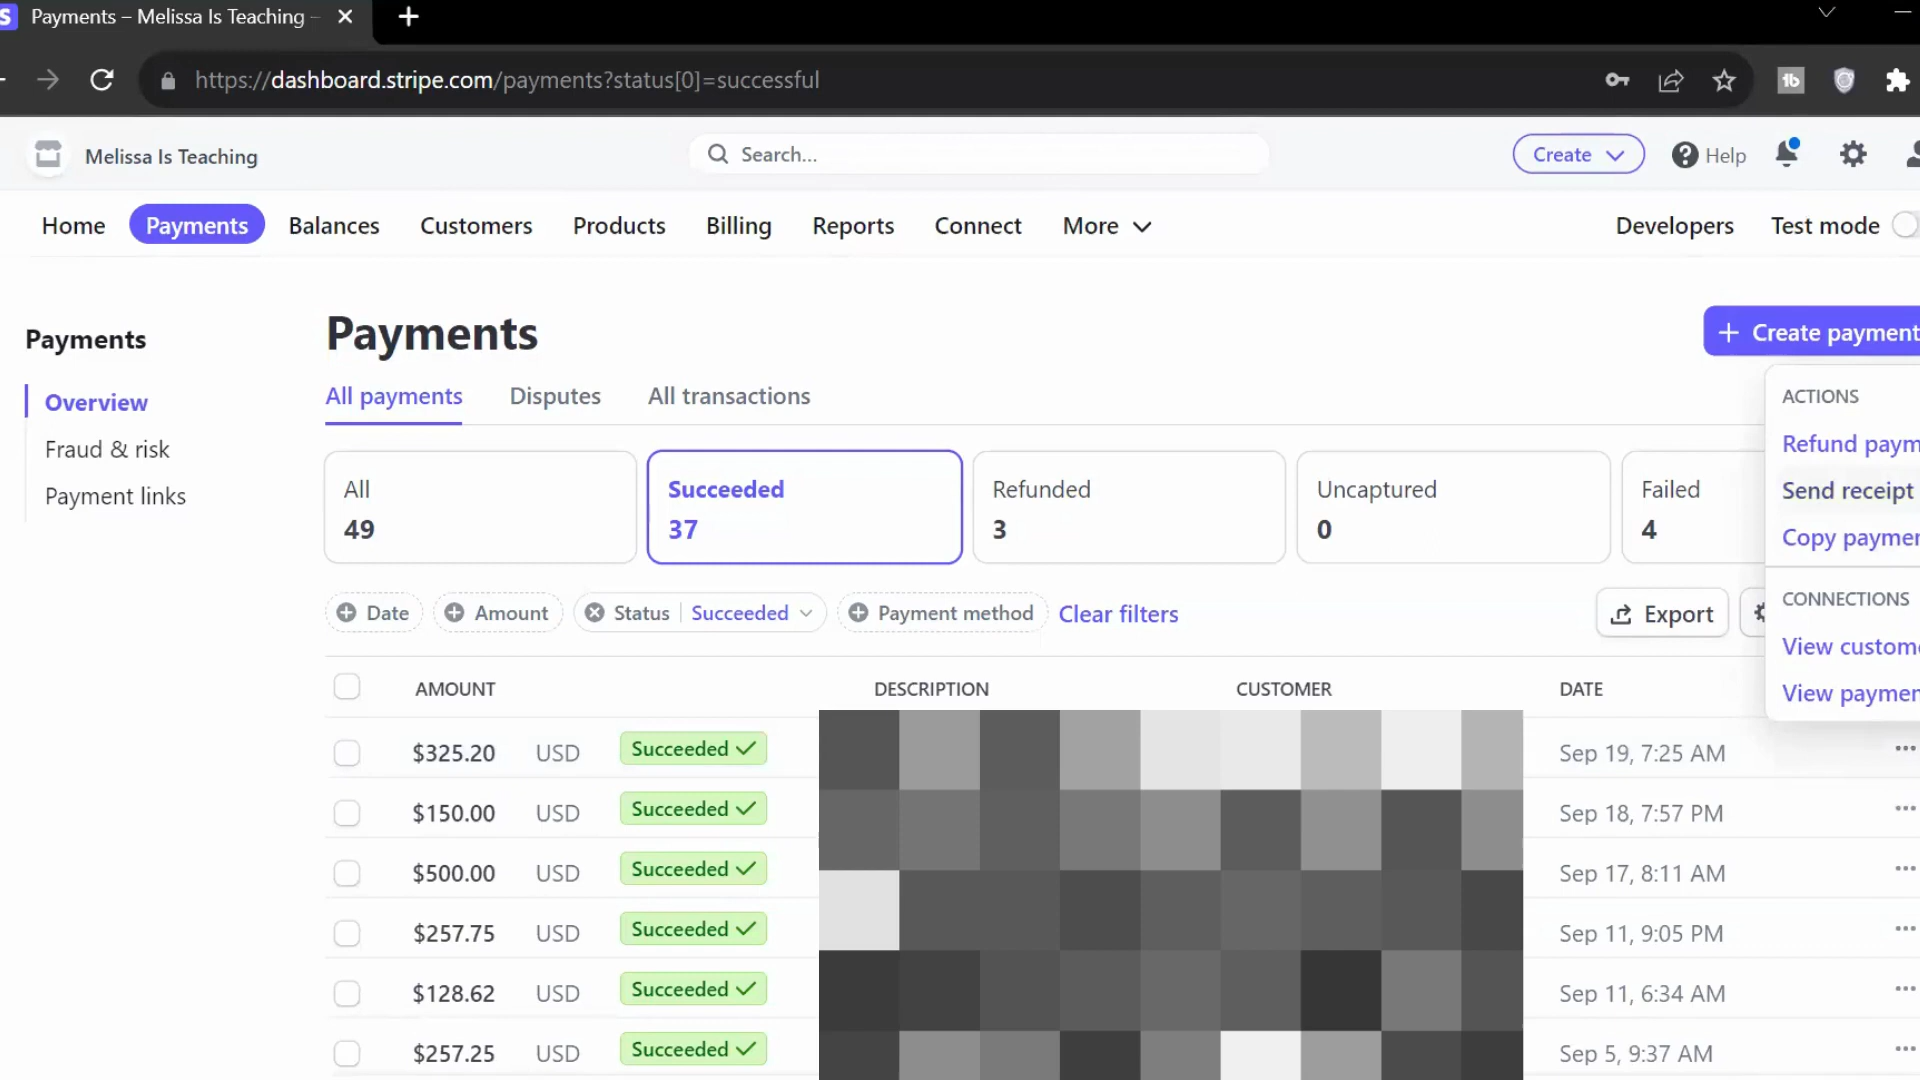 Payments – Melissa Is Teaching –
https://dashboard.stripe.com/payments?status[0]=successful
Melissa Is Teaching
Search...
Create
Help
Home
Payments
Balances
Customers
Products
Billing
Reports
Connect
More
Developers
Test mode
Payments
Overview
Fraud & risk
Payment links
Payments
+ Create payment
All payments
Disputes
All transactions
ACTIONS
Refund paym
Send receipt
Copy paymen
CONNECTIONS
View custome
View paymen
All
49
Succeeded
37
Refunded
3
Uncaptured
0
Failed
4
Date
Amount
Status | Succeeded
Payment method
Clear filters
Export
AMOUNT DESCRIPTION CUSTOMER DATE
$325.20 USD Succeeded Sep 19, 7:25 AM
$150.00 USD Succeeded Sep 18, 7:57 PM
$500.00 USD Succeeded Sep 17, 8:11 AM
$257.75 USD Succeeded Sep 11, 9:05 PM
$128.62 USD Succeeded Sep 11, 6:34 AM
$257.25 USD Succeeded Sep 5, 9:37 AM